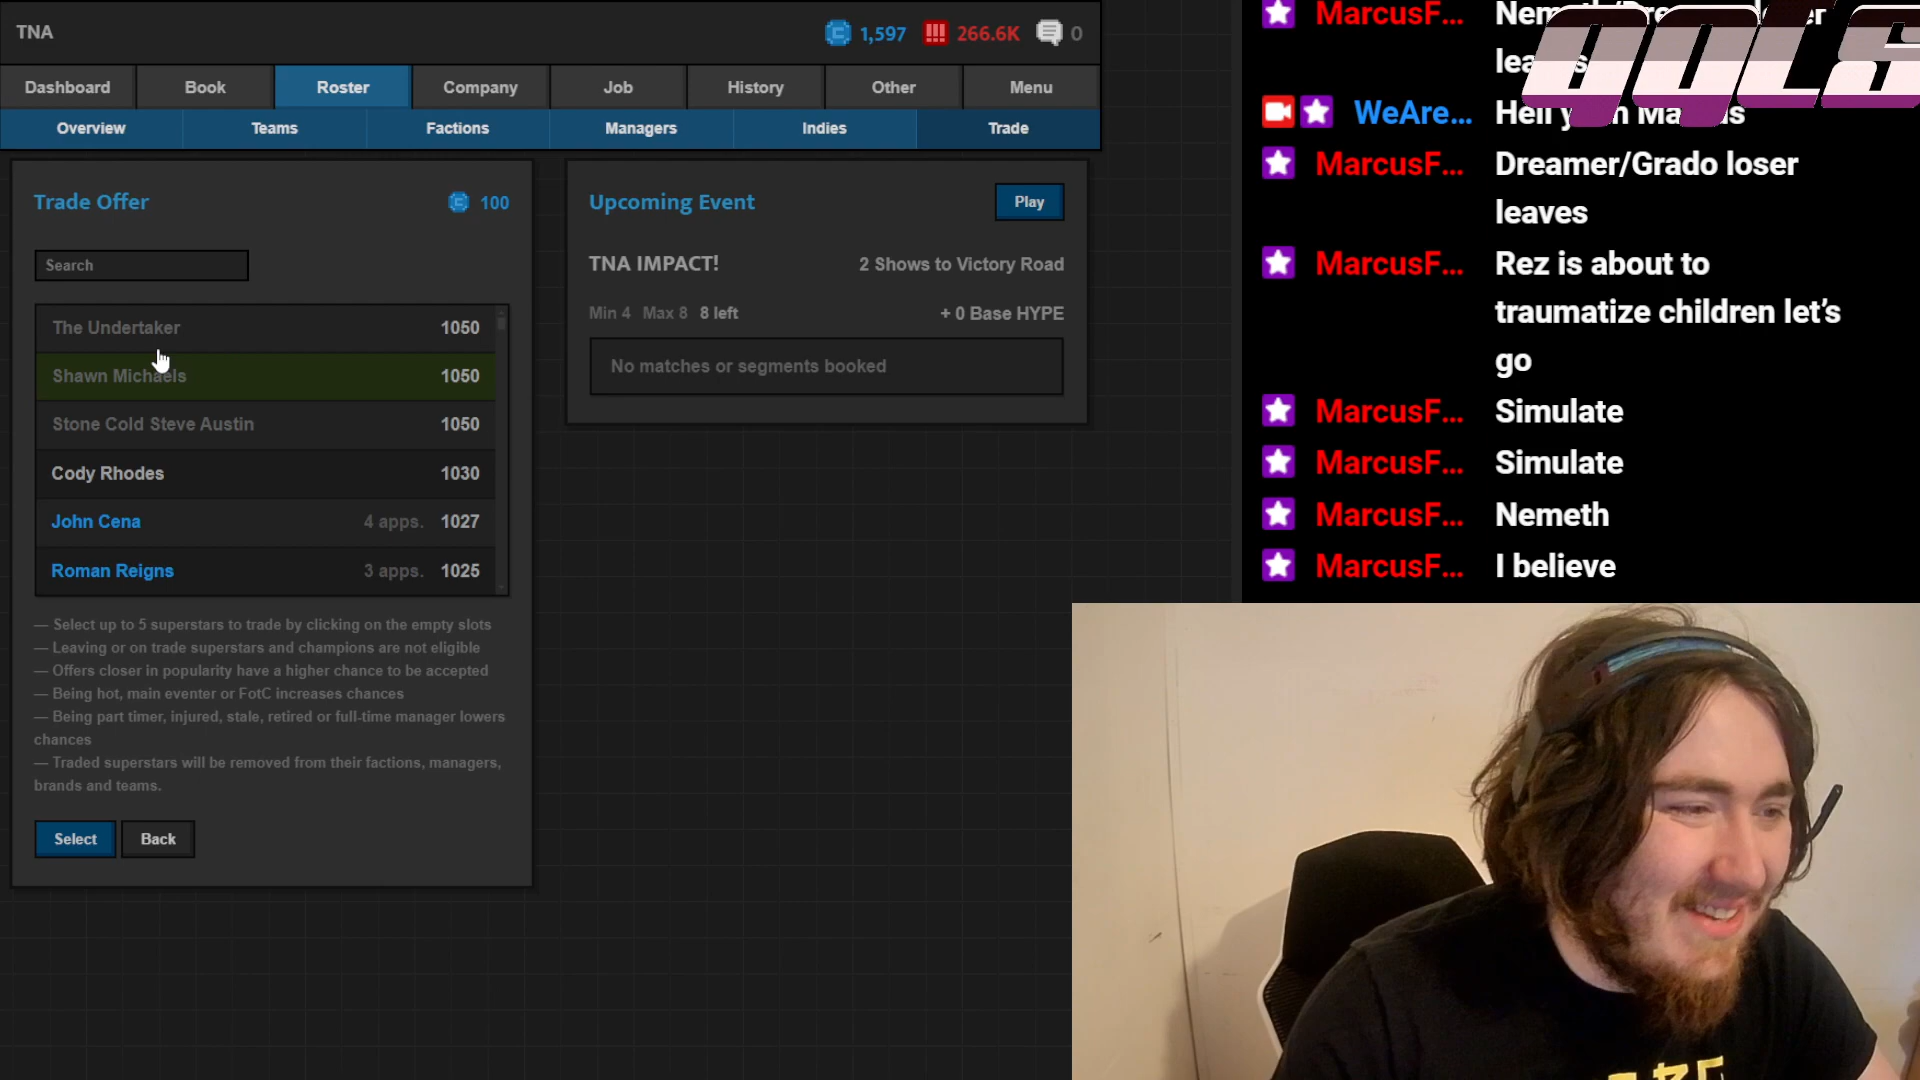 TNA
1,597
266.6K
0
Dashboard
Book
Roster
Company
Job
History
Other
Menu
Overview
Teams
Factions
Managers
Indies
Trade
Trade Offer
100
Search
The Undertaker 1050
Shawn Michaels 1050
Stone Cold Steve Austin 1050
Cody Rhodes 1030
John Cena 4 apps. 1027
Roman Reigns 3 apps. 1025
— Select up to 5 superstars to trade by clicking on the empty slots
— Leaving or on trade superstars and champions are not eligible
— Offers closer in popularity have a higher chance to be accepted
— Being hot, main eventer or FotC increases chances
— Being part timer, injured, stale, retired or full-time manager lowers
chances
— Traded superstars will be removed from their factions, managers,
brands and teams.
Select
Back
Upcoming Event
Play
TNA IMPACT!
2 Shows to Victory Road
Min 4 Max 8 8 left
+ 0 Base HYPE
No matches or segments booked
MarcusF...
WeAre...
MarcusF... Dreamer/Grado loser
leaves
MarcusF... Rez is about to
traumatize children let's
go
MarcusF... Simulate
MarcusF... Simulate
MarcusF... Nemeth
MarcusF... I believe